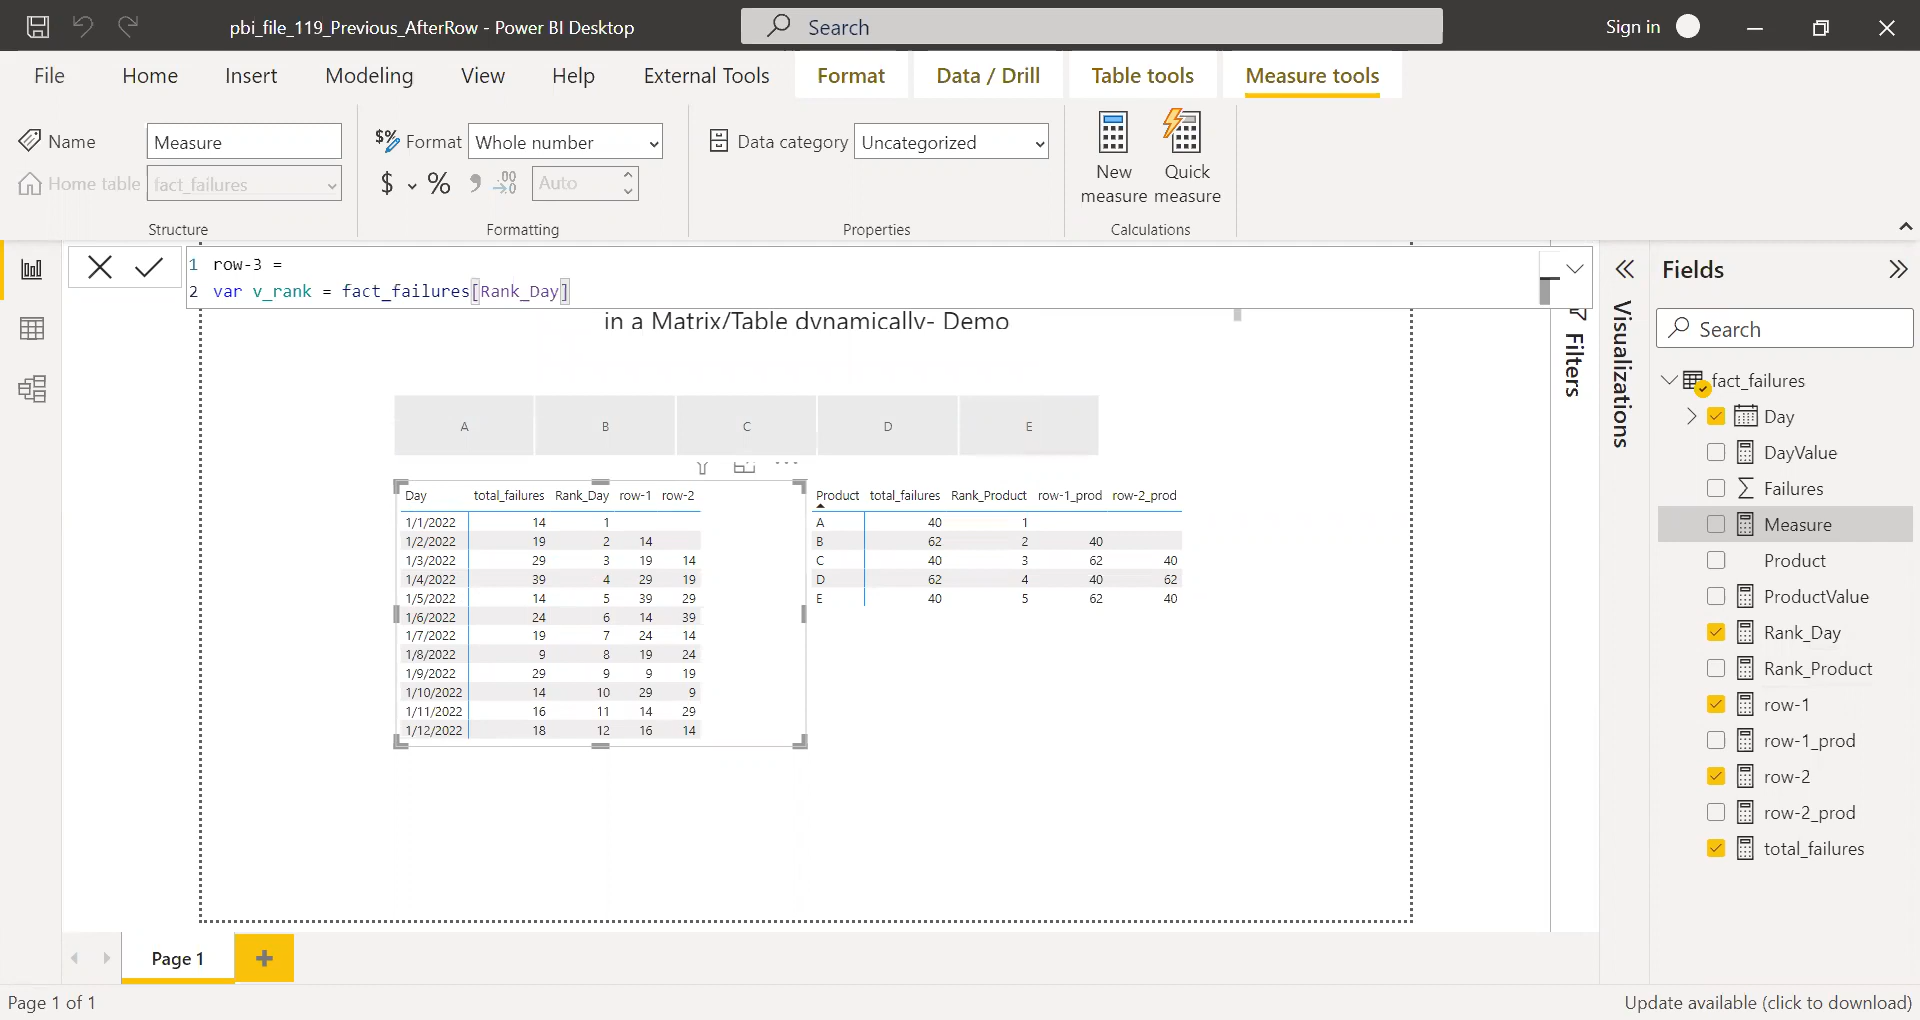 pbi_file_119_Previous_AfterRow - Power BI Desktop
Search
Sign in
File Home Insert Modeling View Help External Tools Format Data / Drill Table tools Measure tools
Name Measure
Home table fact_failures
Structure
$% Format Whole number
$ % 9 .00 →.0 Auto
Formatting
Data category Uncategorized
Properties
New measure
Quick measure
Calculations
1 row-3 =
2 var v_rank = fact_failures[Rank_Day]
in a Matrix/Table dynamically- Demo
A B C D E
Day total_failures Rank_Day row-1 row-2
1/1/2022 14 1
1/2/2022 19 2 14
1/3/2022 29 3 19 14
1/4/2022 39 4 29 19
1/5/2022 14 5 39 29
1/6/2022 24 6 14 39
1/7/2022 19 7 24 14
1/8/2022 9 8 19 24
1/9/2022 29 9 9 19
1/10/2022 14 10 29 9
1/11/2022 16 11 14 29
1/12/2022 18 12 16 14
Product total_failures Rank_Product row-1_prod row-2_prod
A 40 1
B 62 2 40
C 40 3 62 40
D 62 4 40 62
E 40 5 62 40
Filters
Visualizations
Fields
Search
fact_failures
Day
DayValue
Failures
Measure
Product
ProductValue
Rank_Day
Rank_Product
row-1
row-1_prod
row-2
row-2_prod
total_failures
Page 1
Page 1 of 1
Update available (click to download)